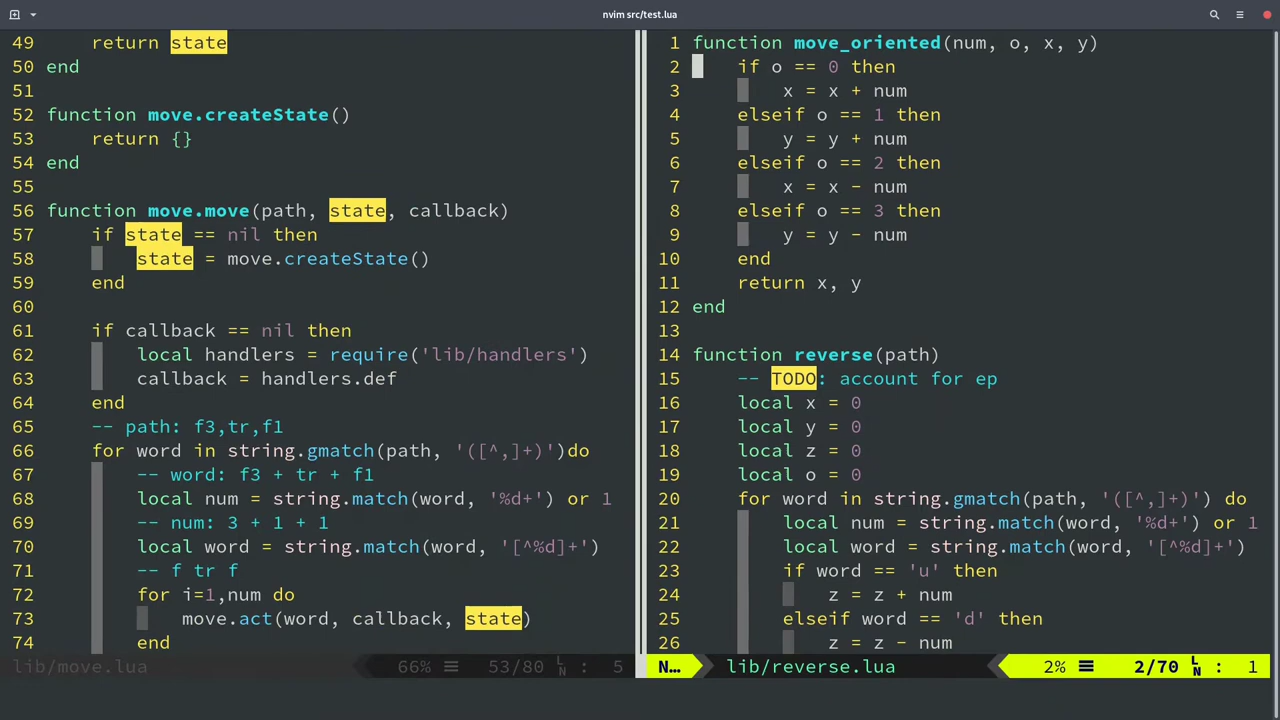 nvim src/test.lua
49 return state
50 end
51
52 function move.createState()
53 return {}
54 end
55
56 function move.move(path, state, callback)
57 if state == nil then
58 state = move.createState()
59 end
60
61 if callback == nil then
62 local handlers = require('lib/handlers')
63 callback = handlers.def
64 end
65 -- path: f3,tr,f1
66 for word in string.gmatch(path, '([^,]+)')do
67 -- word: f3 + tr + f1
68 local num = string.match(word, '%d+') or 1
69 -- num: 3 + 1 + 1
70 local word = string.match(word, '[^%d]+')
71 -- f tr f
72 for i=1,num do
73 move.act(word, callback, state)
74 end
lib/move.lua 66% ☰ 53/80 LN : 5
1 function move_oriented(num, o, x, y)
2 if o == 0 then
3 x = x + num
4 elseif o == 1 then
5 y = y + num
6 elseif o == 2 then
7 x = x - num
8 elseif o == 3 then
9 y = y - num
10 end
11 return x, y
12 end
13
14 function reverse(path)
15 -- TODO: account for ep
16 local x = 0
17 local y = 0
18 local z = 0
19 local o = 0
20 for word in string.gmatch(path, '([^,]+)') do
21 local num = string.match(word, '%d+') or 1
22 local word = string.match(word, '[^%d]+')
23 if word == 'u' then
24 z = z + num
25 elseif word == 'd' then
26 z = z - num
N… lib/reverse.lua 2% ☰ 2/70 LN : 1